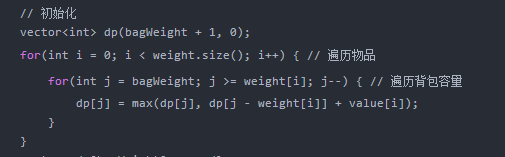 // 初始化
vector<int> dp(bagWeight + 1, 0);
for(int i = 0; i < weight.size(); i++) { // 遍历物品
for(int j = bagWeight; j >= weight[i]; j--) { // 遍历背包容量
dp[j] = max(dp[j], dp[j - weight[i]] + value[i]);
}
}